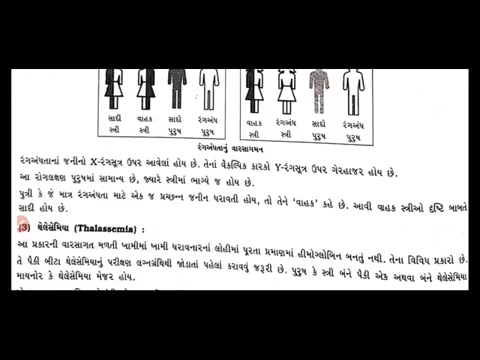 સાદી વાહક સાદો રંગઅંધ
સ્ત્રી સ્ત્રી પુરુષ પુરુષ
વાહક રંગઅંધ સાદો રંગઅંધ
સ્ત્રી સ્ત્રી પુરુષ પુરુષ
રંગઅંધતાનું વારસાગમન
રંગઅંધતાનાં જનીનો X-રંગસૂત્ર ઉપર આવેલાં હોય છે. તેનાં વૈકલ્પિક કારકો Y-રંગસૂત્ર ઉપર ગેરહાજર હોય છે.
આ રોગલક્ષણ પુરુષમાં સામાન્ય છે, જ્યારે સ્ત્રીમાં ભાગ્યે જ હોય છે.
પુત્રી કે જે માત્ર રંગઅંધતા માટે એક જ પ્રચ્છન્ન જનીન ધરાવતી હોય, તો તેને 'વાહક' કહે છે. આવી વાહક સ્ત્રીઓ દૃષ્ટિ બાબતે
સાદી હોય છે.
(3) થેલેસેમિયા (Thalassemia) :
આ પ્રકારની વારસાગત મળતી ખામીમાં ખામી ધરાવનારનાં લોહીમાં પૂરતા પ્રમાણમાં હીમોગ્લોબિન બનતું નથી. તેના વિવિધ પ્રકારો છે.
તે પૈકી બીટા થેલેસેમિયાનું પરીક્ષણ લગ્નગ્રંથિથી જોડાતાં પહેલાં કરાવવું જરૂરી છે. પુરુષ કે સ્ત્રી બંને પૈકી એક અથવા બંને થેલેસેમિયા
માયનોર કે થેલેસેમિયા મેજર હોય.